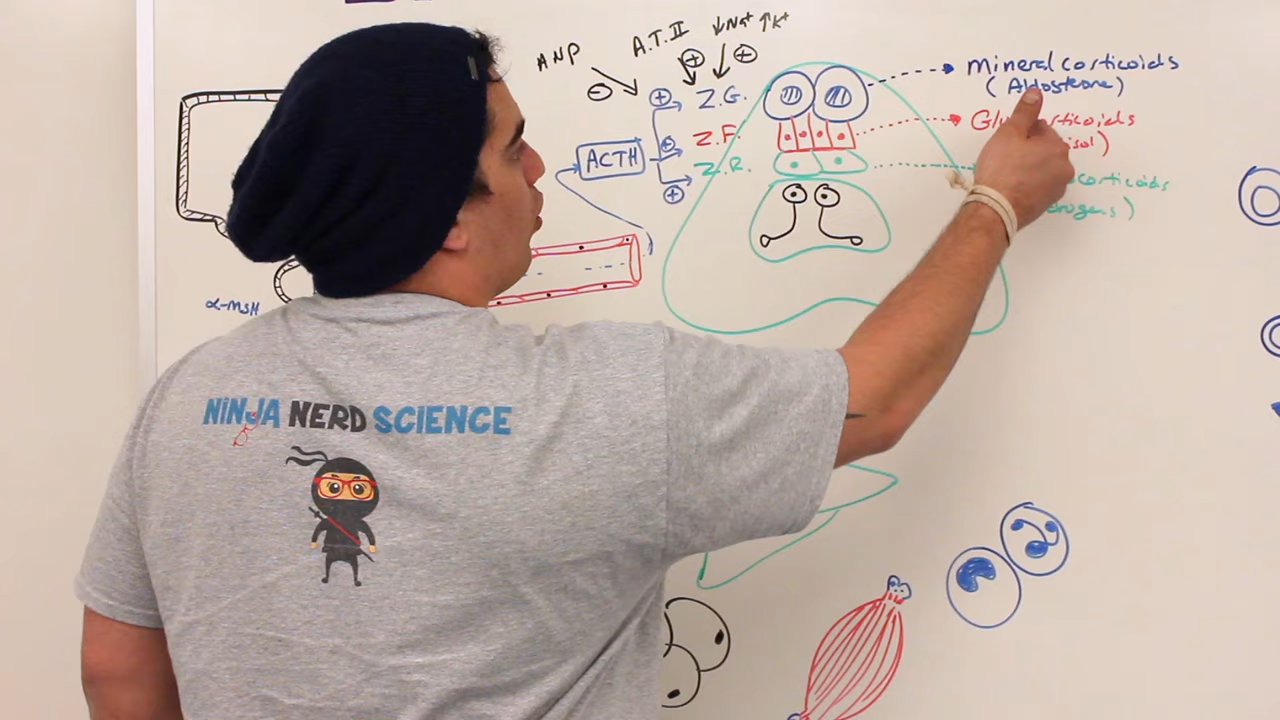 ANP
A.T.II
↓Na⁺ ↑K⁺
Mineral corticoids
(Aldosterone)
Z.G.
Z.F.
Z.R.
ACTH
α-MSH
NINJA NERD SCIENCE